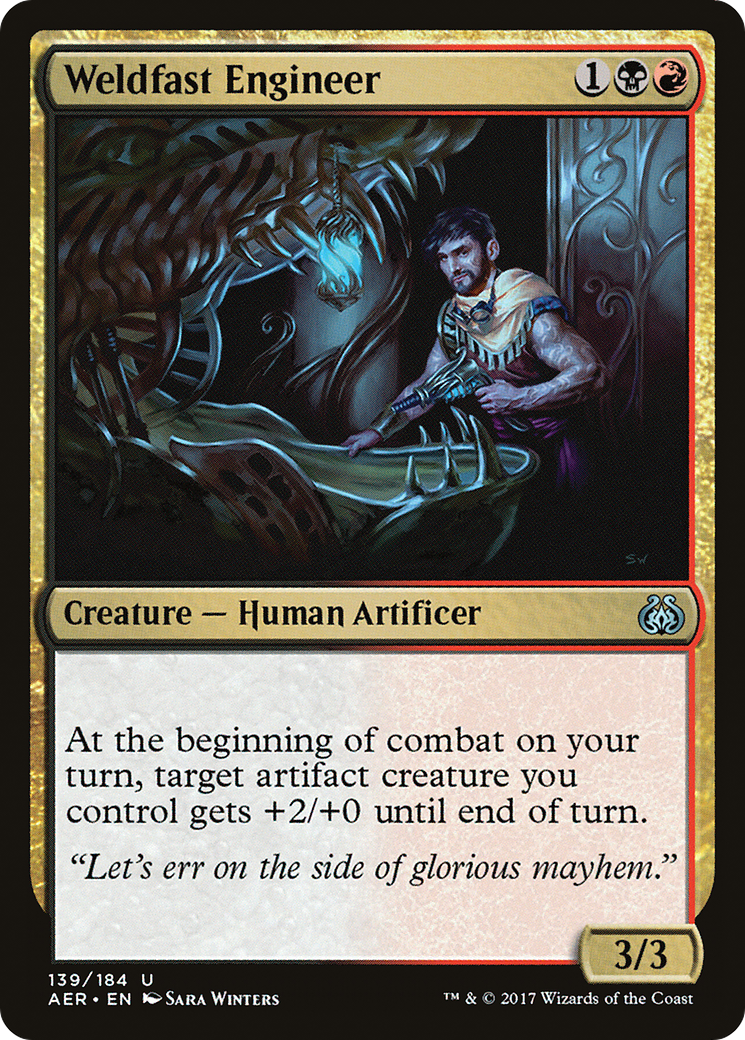 Weldfast Engineer 1
SW
Creature — Human Artificer
At the beginning of combat on your
turn, target artifact creature you
control gets +2/+0 until end of turn.
“Let’s err on the side of glorious mayhem.”
3/3
139/184 U
AER • EN Sara Winters
™ & © 2017 Wizards of the Coast